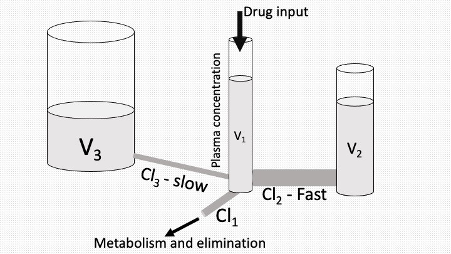 Drug input
Plasma concentration
V3
V1
V2
Cl3 - slow
Cl2 - Fast
Cl1
Metabolism and elimination